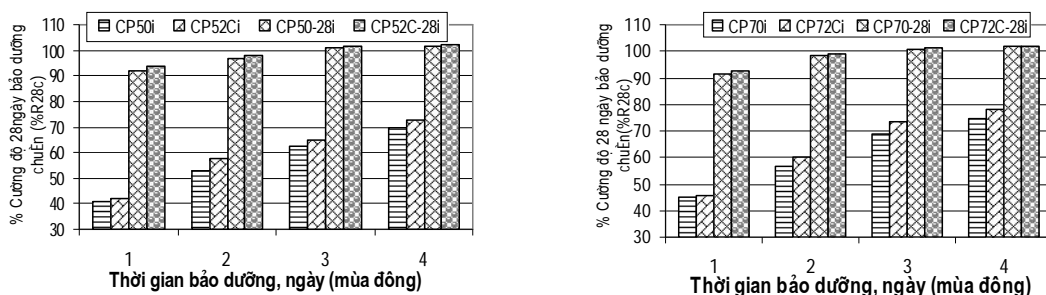 % Cường độ 28ngày bảo dưỡng
chuÈn (%R28c)
110
100
90
80
70
60
50
40
30
CP50i
CP52Ci
CP50-28i
CP52C-28i
1
2
3
4
Thời gian bảo dưỡng, ngày (mùa đông)
% Cường độ 28 ngày bảo dưỡng
chuÈn(%R28c)
110
100
90
80
70
60
50
40
30
CP70i
CP72Ci
CP70-28i
CP72C-28i
1
2
3
4
Thời gian bảo dưỡng, ngày (mùa đông)